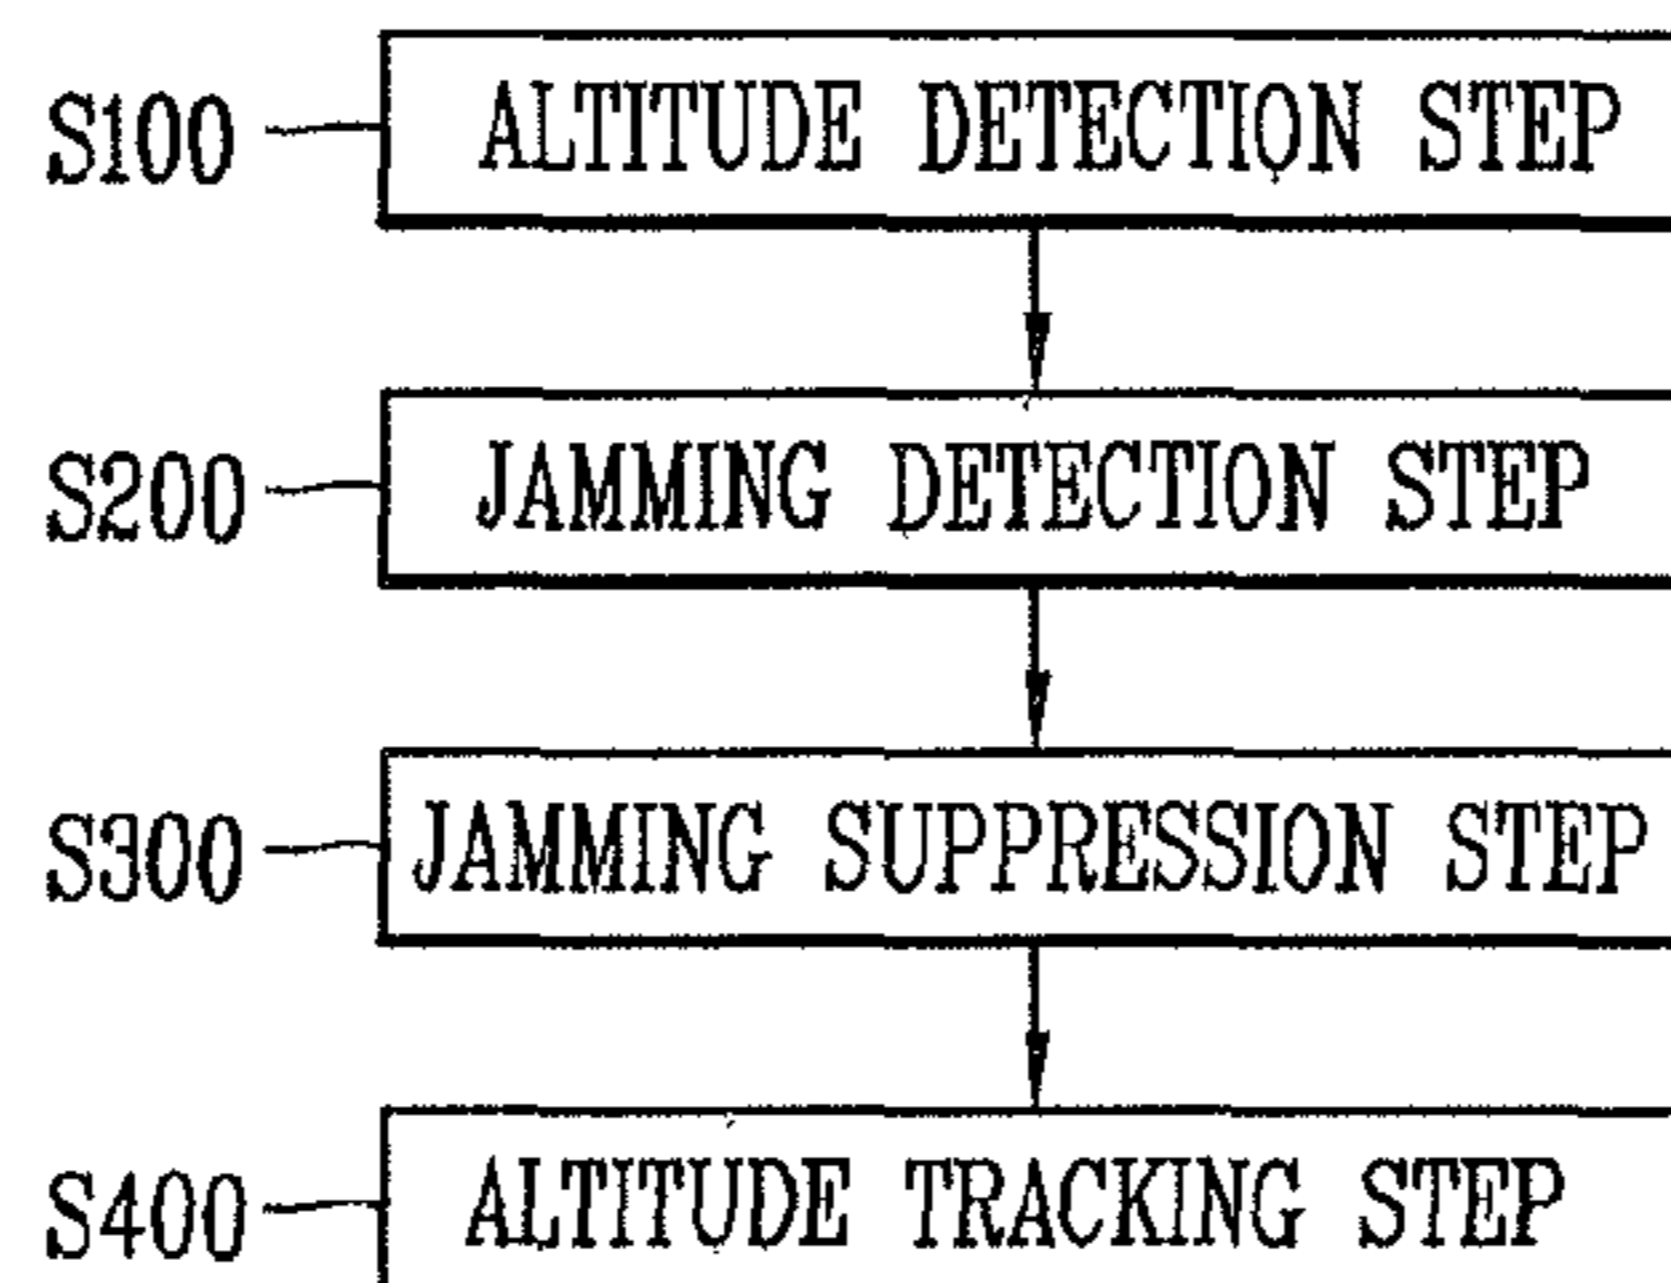 S100 ALTITUDE DETECTION STEP
S200 JAMMING DETECTION STEP
S300 JAMMING SUPPRESSION STEP
S400 ALTITUDE TRACKING STEP